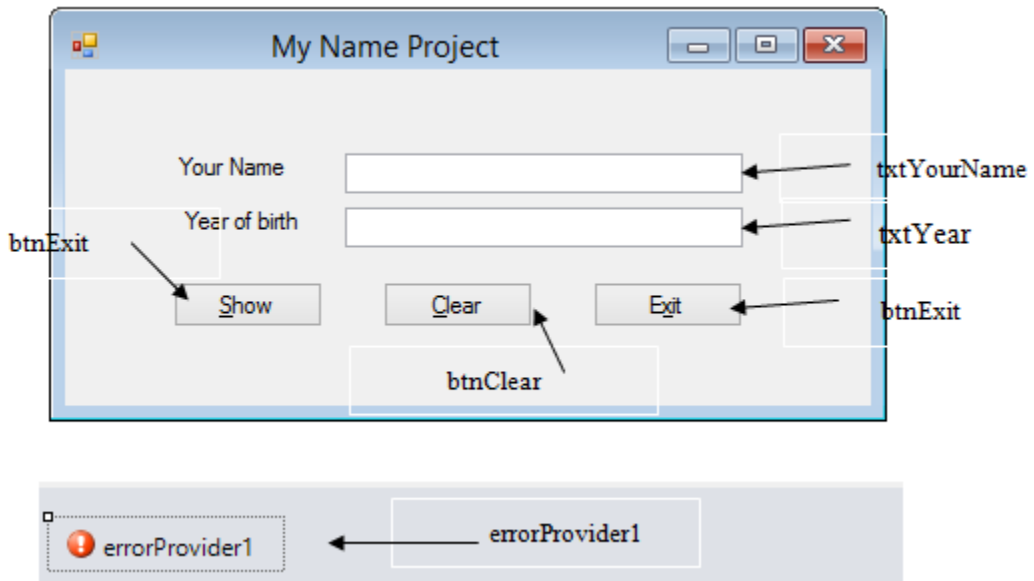 My Name Project
Your Name
txtYourName
Year of birth
txtYear
btnExit
Show
Clear
Exit
btnExit
btnClear
errorProvider1
errorProvider1